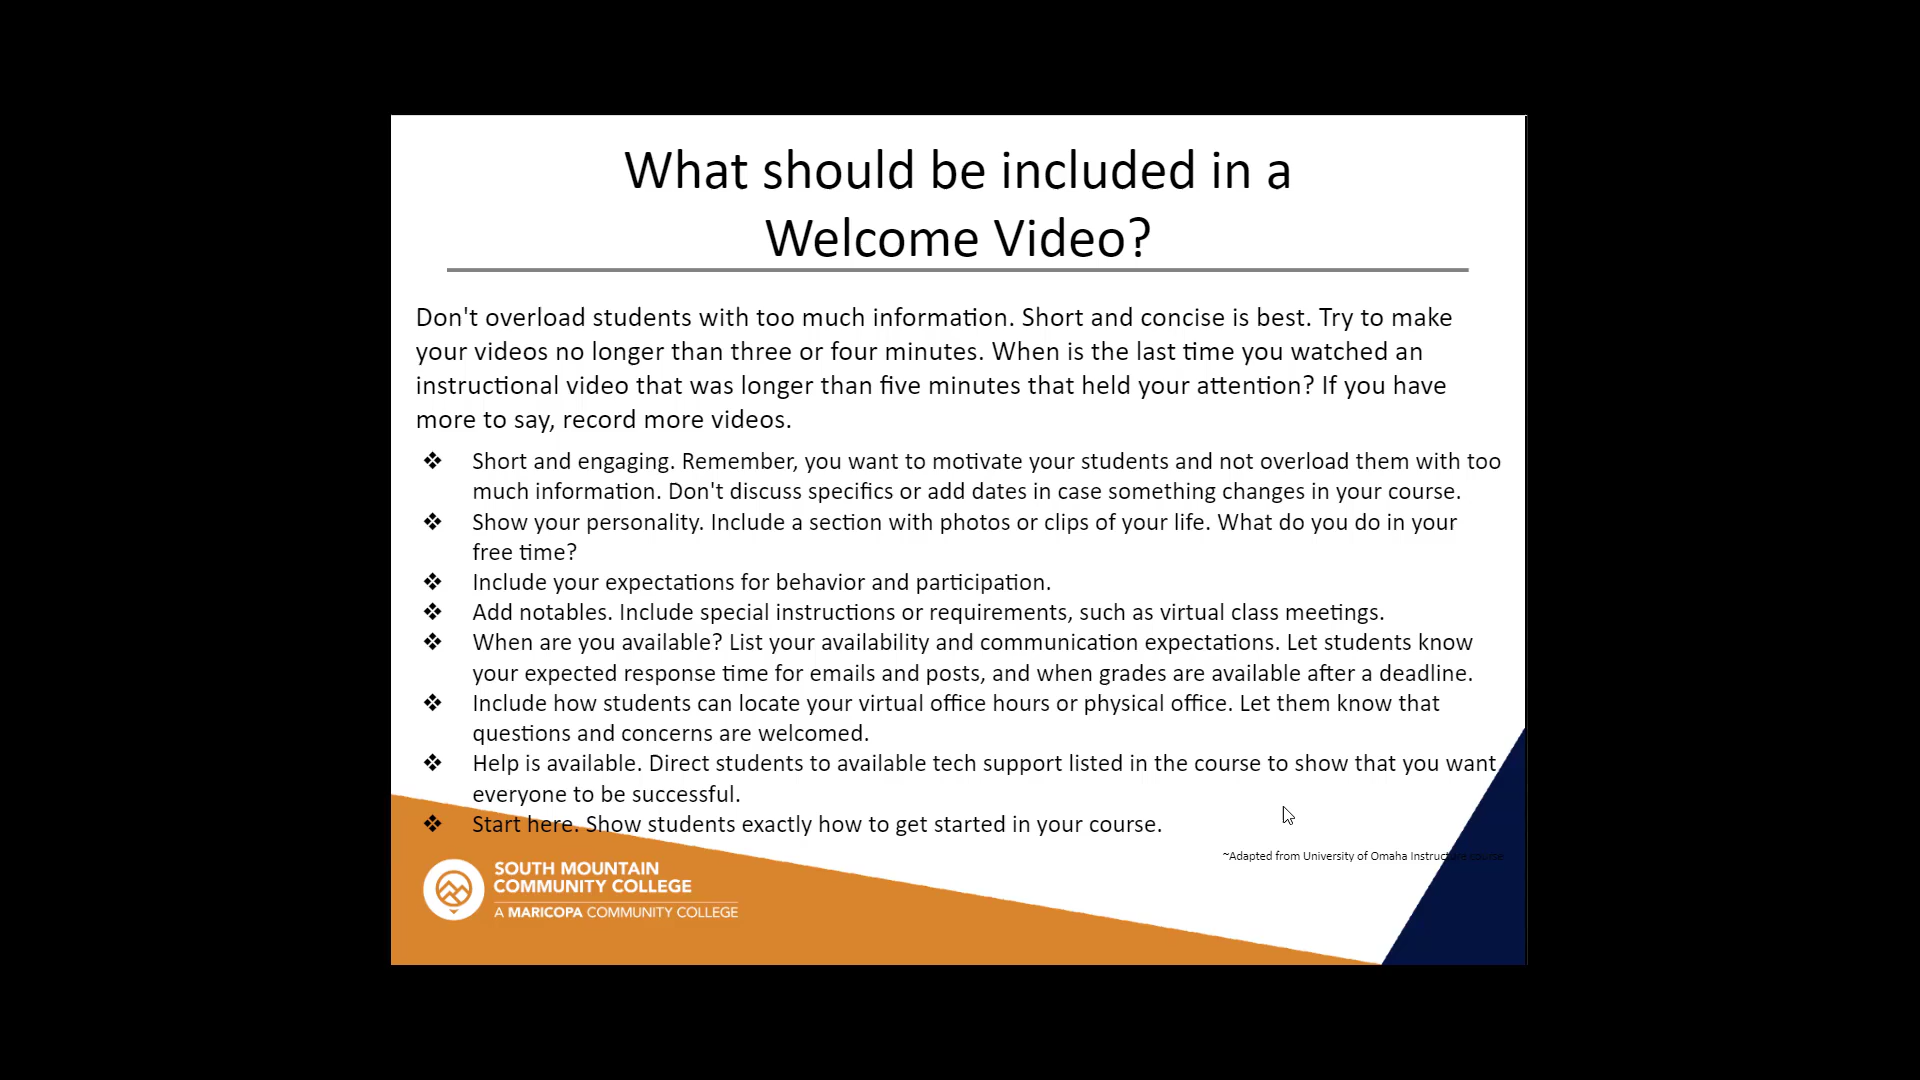 What should be included in a
Welcome Video?
Don't overload students with too much information. Short and concise is best. Try to make
your videos no longer than three or four minutes. When is the last time you watched an
instructional video that was longer than five minutes that held your attention? If you have
more to say, record more videos.
❖ Short and engaging. Remember, you want to motivate your students and not overload them with too
much information. Don't discuss specifics or add dates in case something changes in your course.
❖ Show your personality. Include a section with photos or clips of your life. What do you do in your
free time?
❖ Include your expectations for behavior and participation.
❖ Add notables. Include special instructions or requirements, such as virtual class meetings.
❖ When are you available? List your availability and communication expectations. Let students know
your expected response time for emails and posts, and when grades are available after a deadline.
❖ Include how students can locate your virtual office hours or physical office. Let them know that
questions and concerns are welcomed.
❖ Help is available. Direct students to available tech support listed in the course to show that you want
everyone to be successful.
❖ Start here. Show students exactly how to get started in your course.
~Adapted from University of Omaha Instructure course
SOUTH MOUNTAIN
COMMUNITY COLLEGE
A MARICOPA COMMUNITY COLLEGE